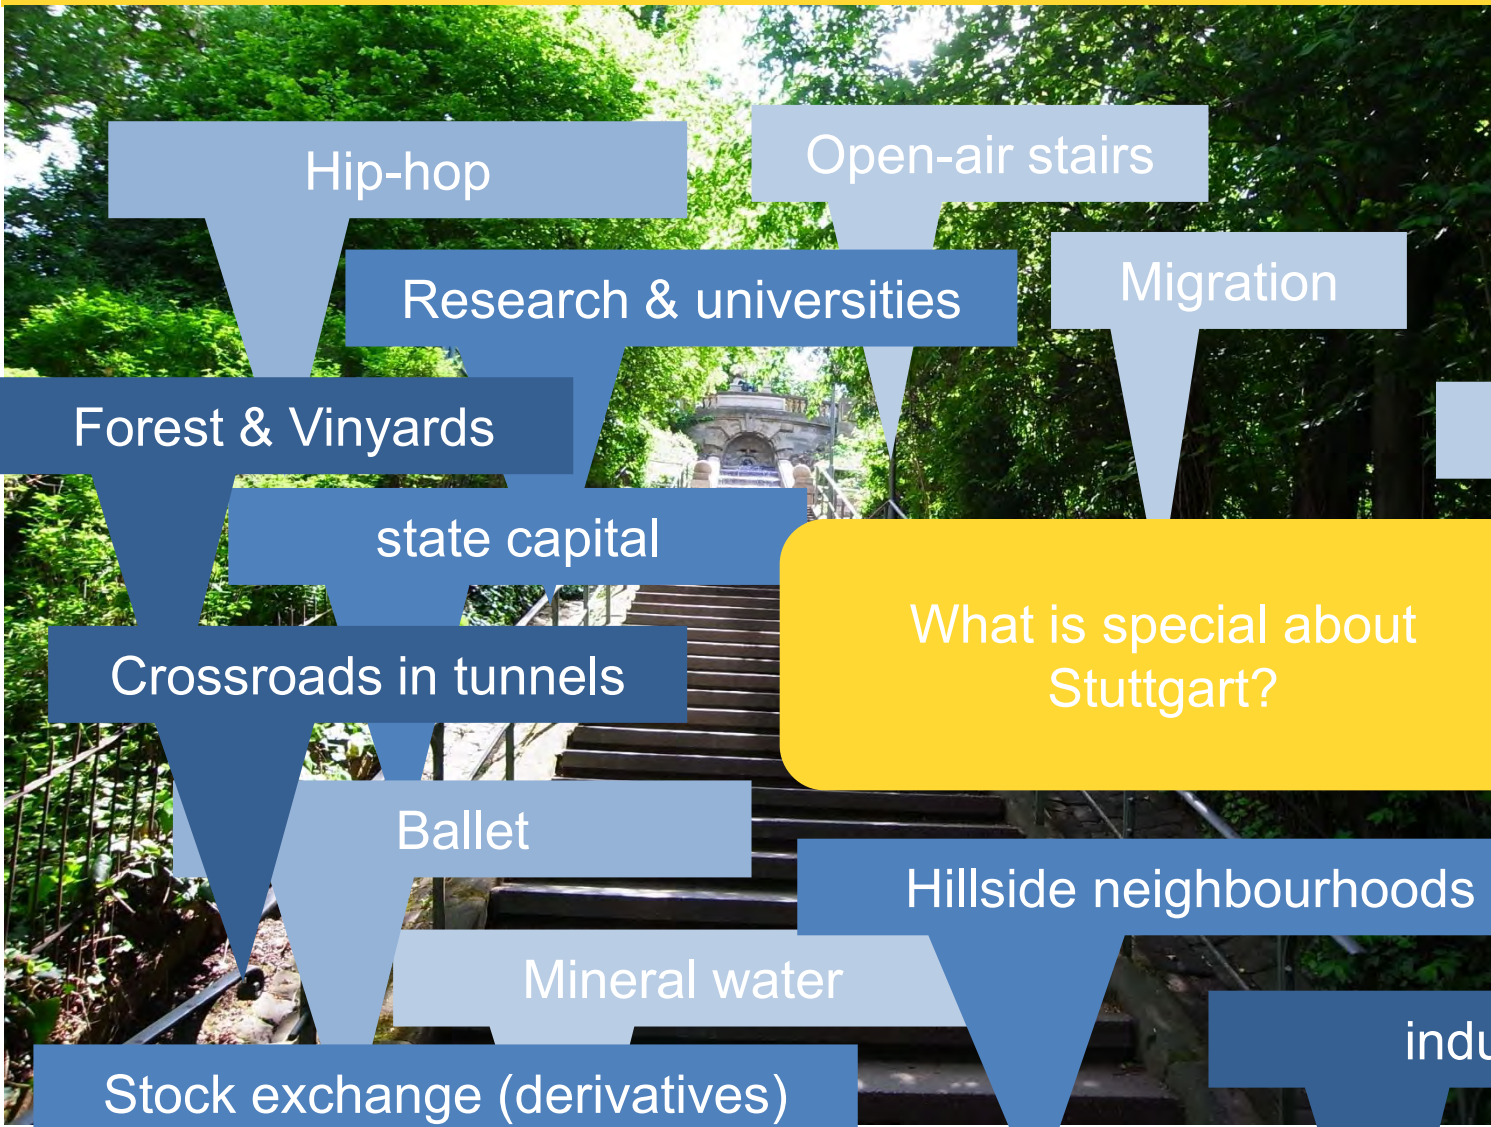 Hip-hop
Open-air stairs
Research & universities
Migration
Forest & Vinyards
state capital
What is special about
Stuttgart?
Crossroads in tunnels
Ballet
Hillside neighbourhoods
Mineral water
indu
Stock exchange (derivatives)